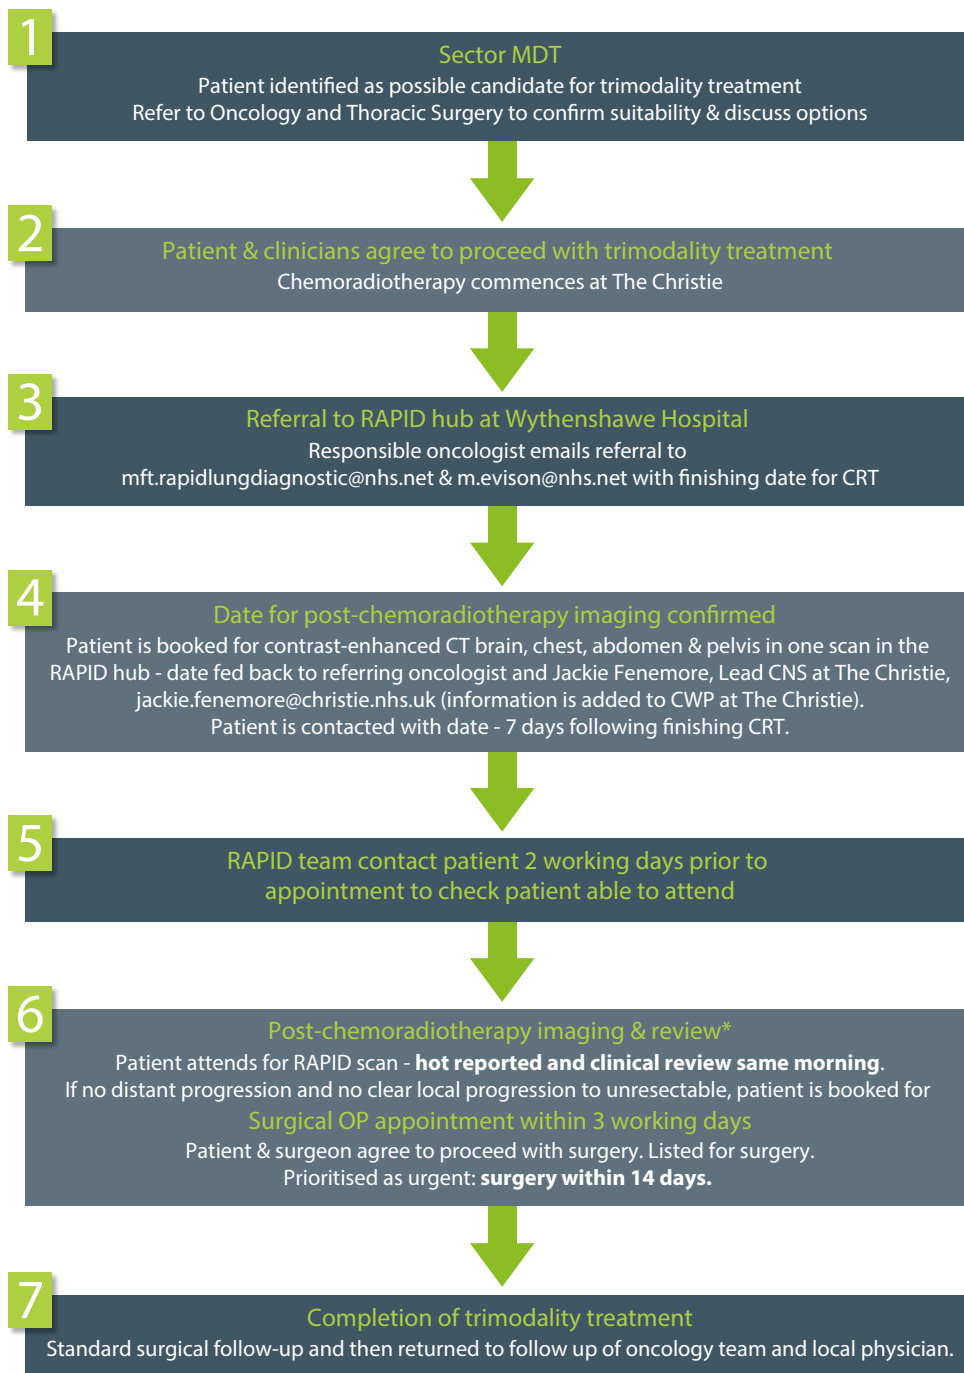 1
Sector MDT
Patient identified as possible candidate for trimodality treatment
Refer to Oncology and Thoracic Surgery to confirm suitability & discuss options
2
Patient & clinicians agree to proceed with trimodality treatment
Chemoradiotherapy commences at The Christie
3
Referral to RAPID hub at Wythenshawe Hospital
Responsible oncologist emails referral to
mft.rapidlungdiagnostic@nhs.net & m.evison@nhs.net with finishing date for CRT
4
Date for post-chemoradiotherapy imaging confirmed
Patient is booked for contrast-enhanced CT brain, chest, abdomen & pelvis in one scan in the
RAPID hub - date fed back to referring oncologist and Jackie Fenemore, Lead CNS at The Christie,
jackie.fenemore@christie.nhs.uk (information is added to CWP at The Christie).
Patient is contacted with date - 7 days following finishing CRT.
5
RAPID team contact patient 2 working days prior to
appointment to check patient able to attend
6
Post-chemoradiotherapy imaging & review*
Patient attends for RAPID scan - hot reported and clinical review same morning.
If no distant progression and no clear local progression to unresectable, patient is booked for
Surgical OP appointment within 3 working days
Patient & surgeon agree to proceed with surgery. Listed for surgery.
Prioritised as urgent: surgery within 14 days.
7
Completion of trimodality treatment
Standard surgical follow-up and then returned to follow up of oncology team and local physician.